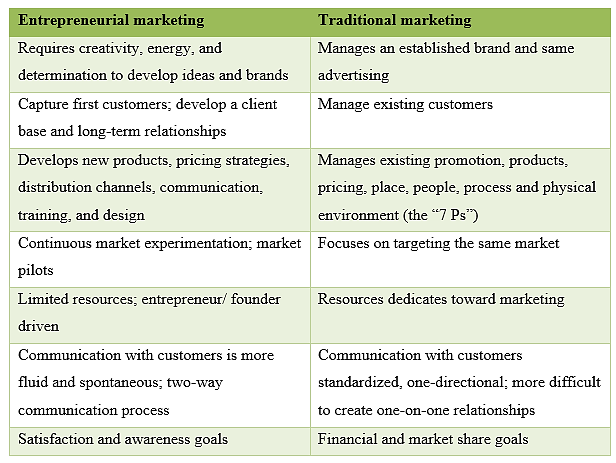 Entrepreneurial marketing
Traditional marketing
Requires creativity, energy, and
determination to develop ideas and brands
Manages an established brand and same
advertising
Capture first customers; develop a client
base and long-term relationships
Manage existing customers
Develops new products, pricing strategies,
distribution channels, communication,
training, and design
Manages existing promotion, products,
pricing, place, people, process and physical
environment (the “7 Ps”)
Continuous market experimentation; market
pilots
Focuses on targeting the same market
Limited resources; entrepreneur/ founder
driven
Resources dedicates toward marketing
Communication with customers is more
fluid and spontaneous; two-way
communication process
Communication with customers
standardized, one-directional; more difficult
to create one-on-one relationships
Satisfaction and awareness goals
Financial and market share goals